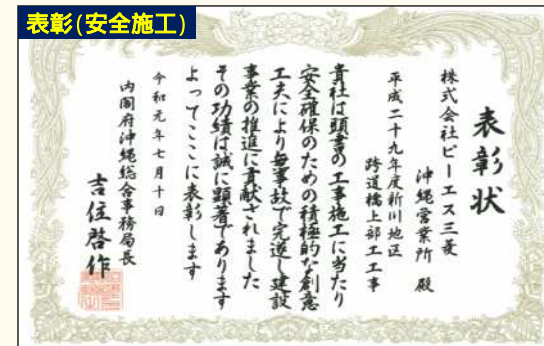 表彰(安全施工)
表彰状
株式会社ピーエス三菱
沖縄営業所 殿
平成二十九年度新川地区
跨道橋上部工工事
貴社は頭書の工事施工に当たり
安全確保のための積極的な創意
工夫により無事故で完遂し建設
事業の推進に貢献されました
その功績は誠に顕著であります
よってここに表彰します
令和元年七月十日
内閣府沖縄総合事務局長
吉住啓作